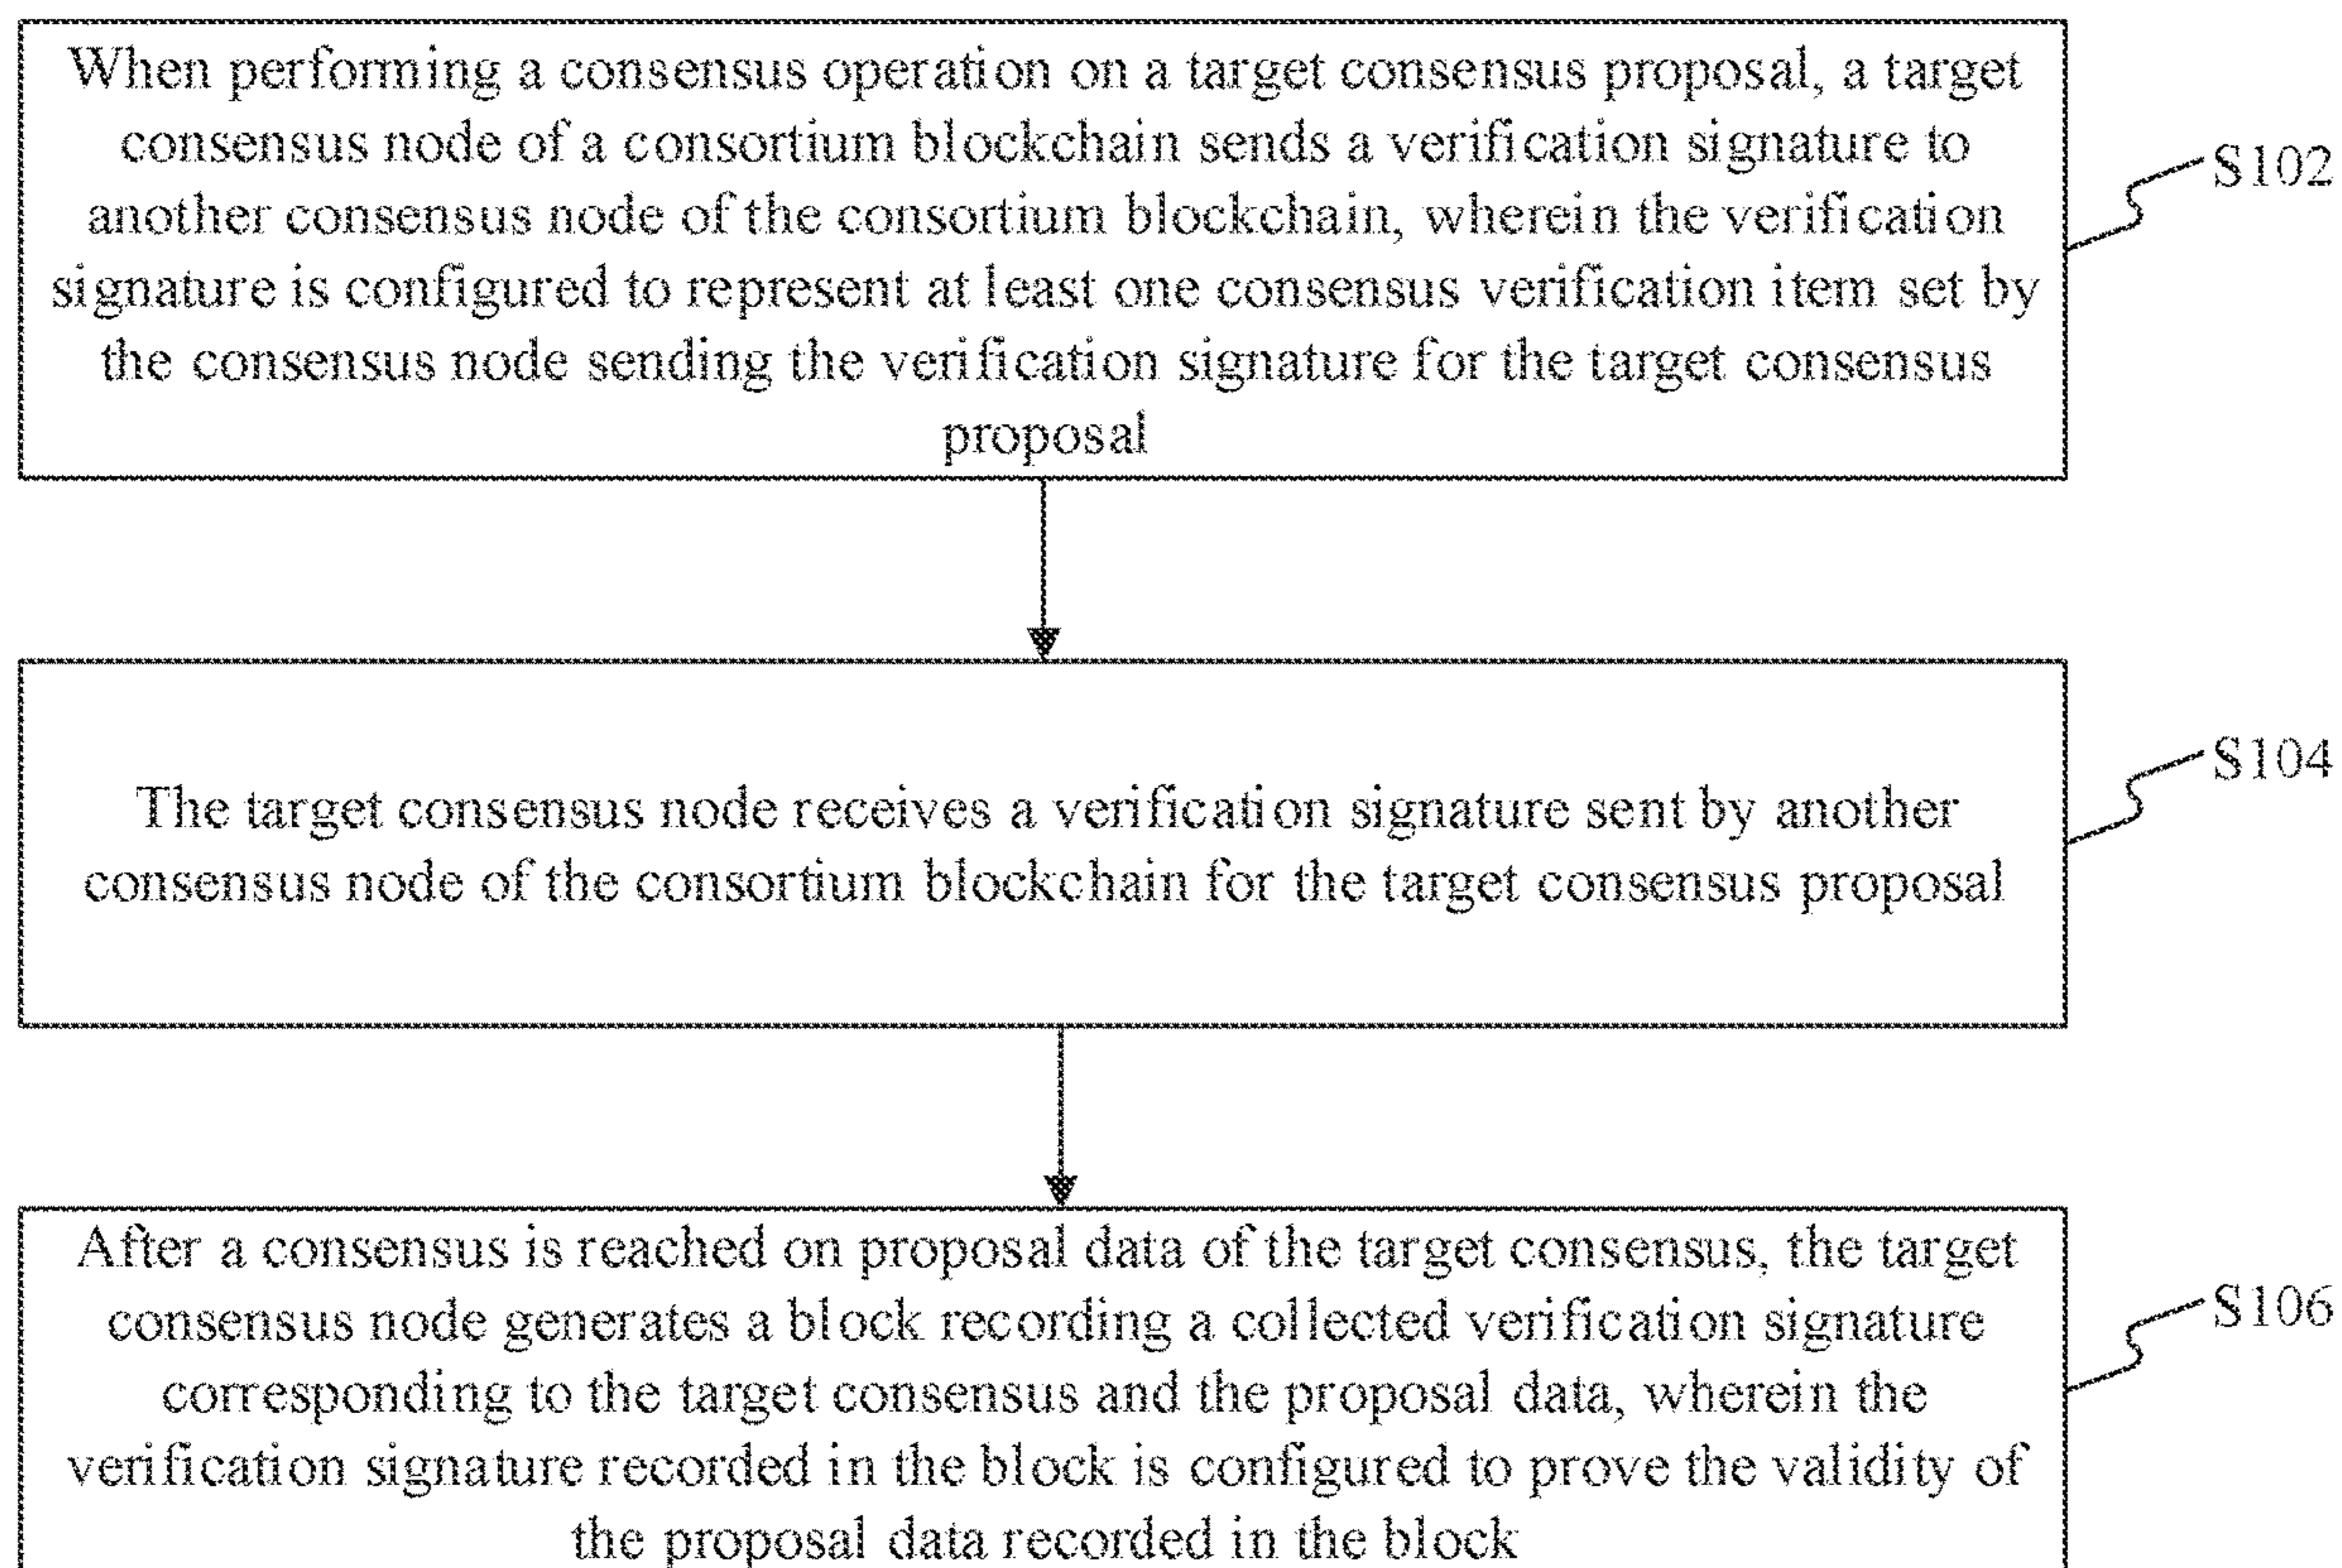 When performing a consensus operation on a target consensus proposal, a target
consensus node of a consortium blockchain sends a verification signature to
another consensus node of the consortium blockchain, wherein the verification
signature is configured to represent at least one consensus verification item set by
the consensus node sending the verification signature for the target consensus
proposal
S102
The target consensus node receives a verification signature sent by another
consensus node of the consortium blockchain for the target consensus proposal
S104
After a consensus is reached on proposal data of the target consensus, the target
consensus node generates a block recording a collected verification signature
corresponding to the target consensus and the proposal data, wherein the
verification signature recorded in the block is configured to prove the validity of
the proposal data recorded in the block
S106